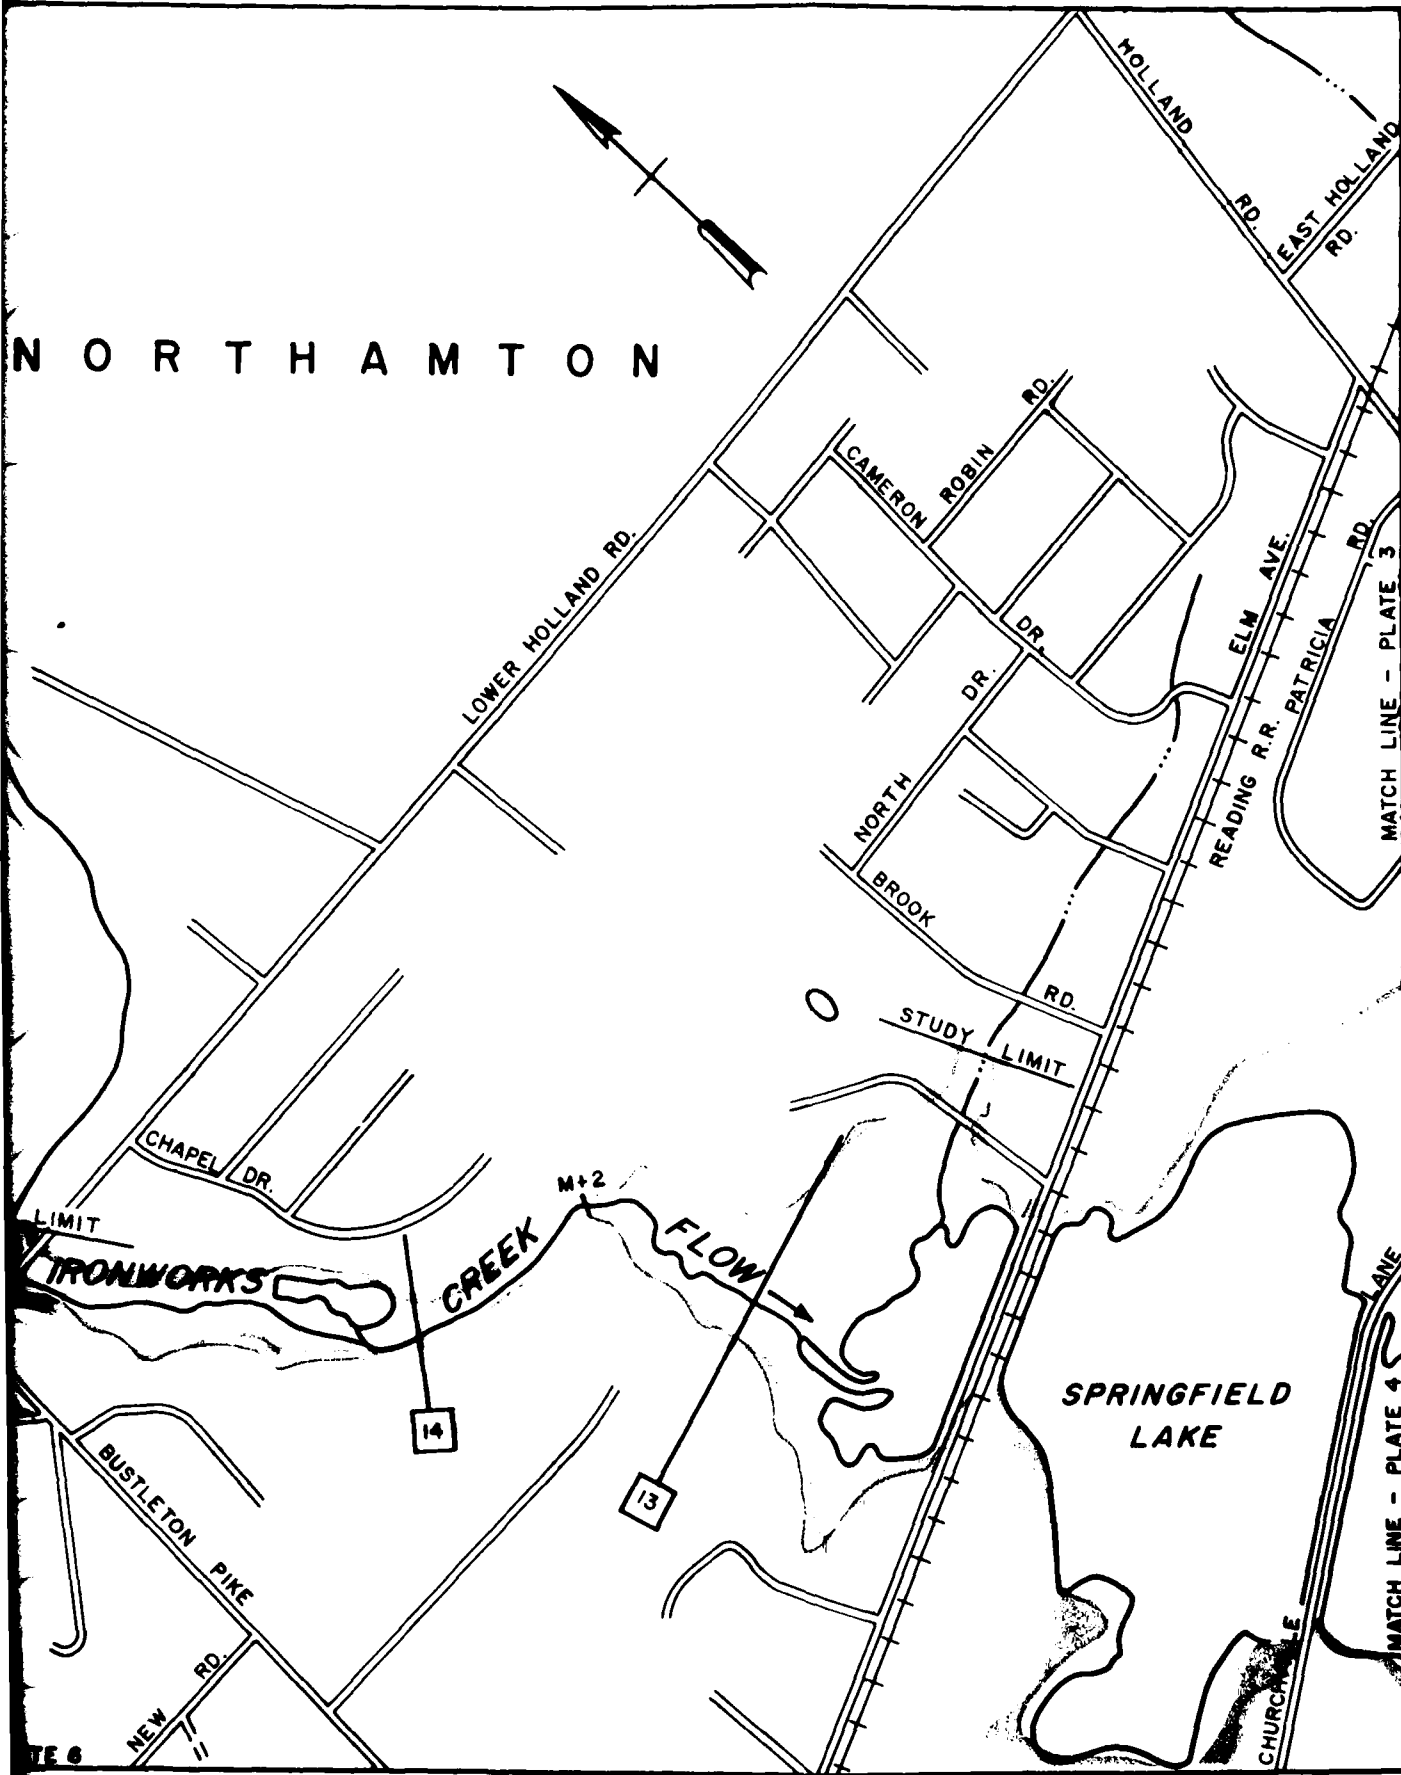 HOLLAND RD.
EAST HOLLAND RD.
NORTHAMTON
ROBIN RD.
CAMERON DR.
LOWER HOLLAND RD.
ELM AVE.
PATRICIA RD.
MATCH LINE - PLATE 3
READING R.R.
NORTH DR.
BROOK RD.
STUDY LIMIT
CHAPEL DR.
M+2
LIMIT
IRONWORKS CREEK
FLOW
LANE
SPRINGFIELD
LAKE
14
13
BUSTLETON PIKE
MATCH LINE - PLATE 4
NEW RD.
TE 6